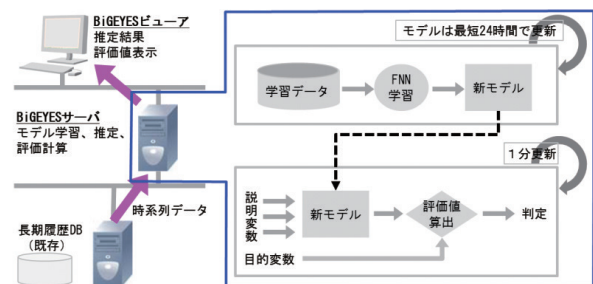 BiGEYESビューア
推定結果
評価値表示
BiGEYESサーバ
モデル学習、推定、
評価計算
時系列データ
長期履歴DB
(既存)
モデルは最短24時間で更新
学習データ
FNN
学習
新モデル
1分更新
説明変数
新モデル
評価値
算出
判定
目的変数